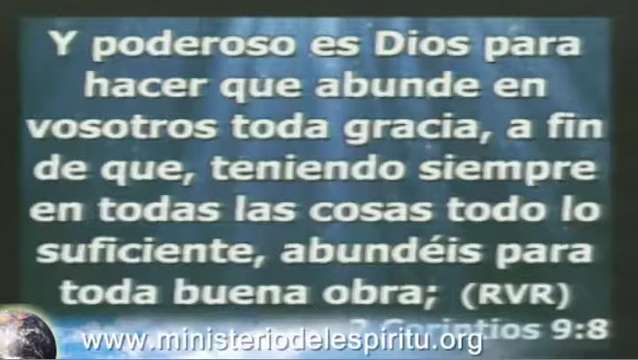 Y poderoso es Dios para
hacer que abunde en
vosotros toda gracia, a fin
de que, teniendo siempre
en todas las cosas todo lo
suficiente, abundéis para
toda buena obra; (RVR)
2 Corintios 9:8
www.ministeriodelespiritu.org